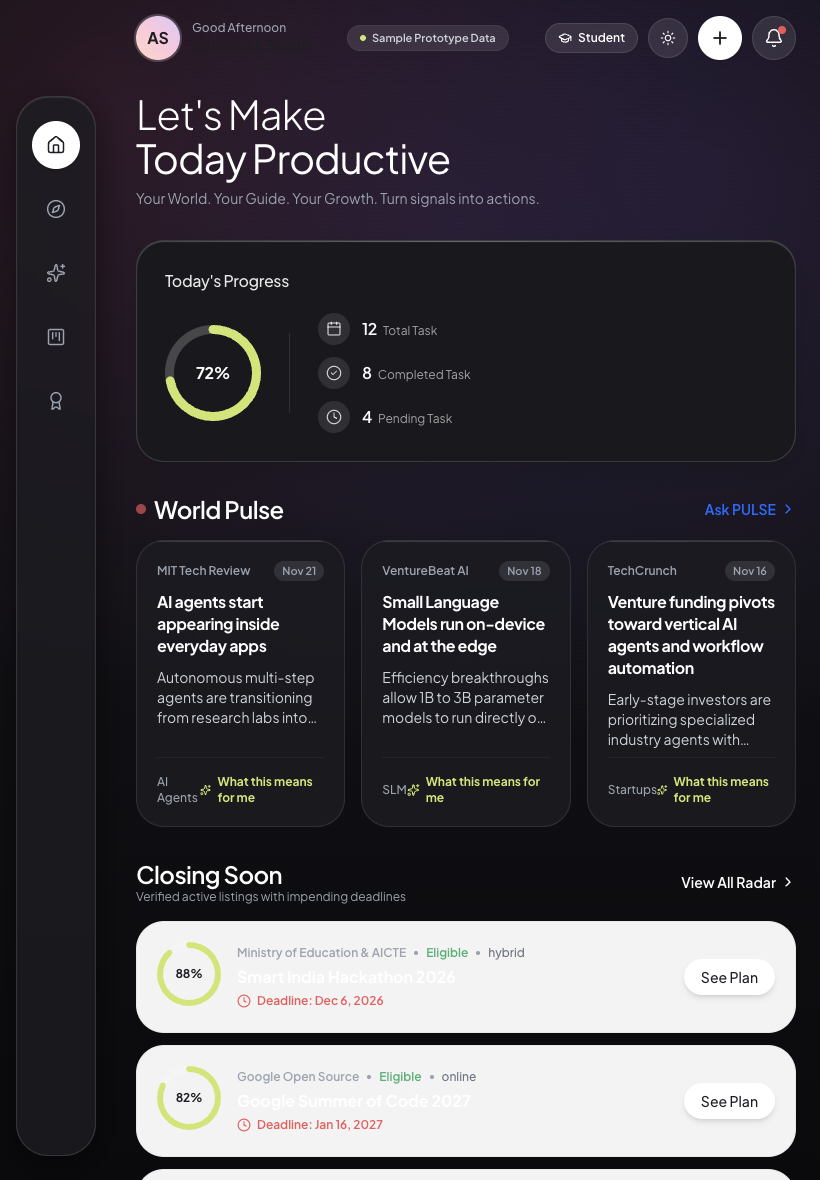 AS
Good Afternoon
Sample Prototype Data
Student
Let's Make
Today Productive
Your World. Your Guide. Your Growth. Turn signals into actions.
Today's Progress
72%
12 Total Task
8 Completed Task
4 Pending Task
World Pulse
Ask PULSE
MIT Tech Review
Nov 21
AI agents start
appearing inside
everyday apps
Autonomous multi-step
agents are transitioning
from research labs into...
AI
Agents
What this means
for me
VentureBeat AI
Nov 18
Small Language
Models run on-device
and at the edge
Efficiency breakthroughs
allow 1B to 3B parameter
models to run directly o...
SLM
What this means for
me
TechCrunch
Nov 16
Venture funding pivots
toward vertical AI
agents and workflow
automation
Early-stage investors are
prioritizing specialized
industry agents with...
Startups
What this means
for me
Closing Soon
Verified active listings with impending deadlines
View All Radar
88%
Ministry of Education & AICTE • Eligible • hybrid
Smart India Hackathon 2026
Deadline: Dec 6, 2026
See Plan
82%
Google Open Source • Eligible • online
Google Summer of Code 2027
Deadline: Jan 16, 2027
See Plan